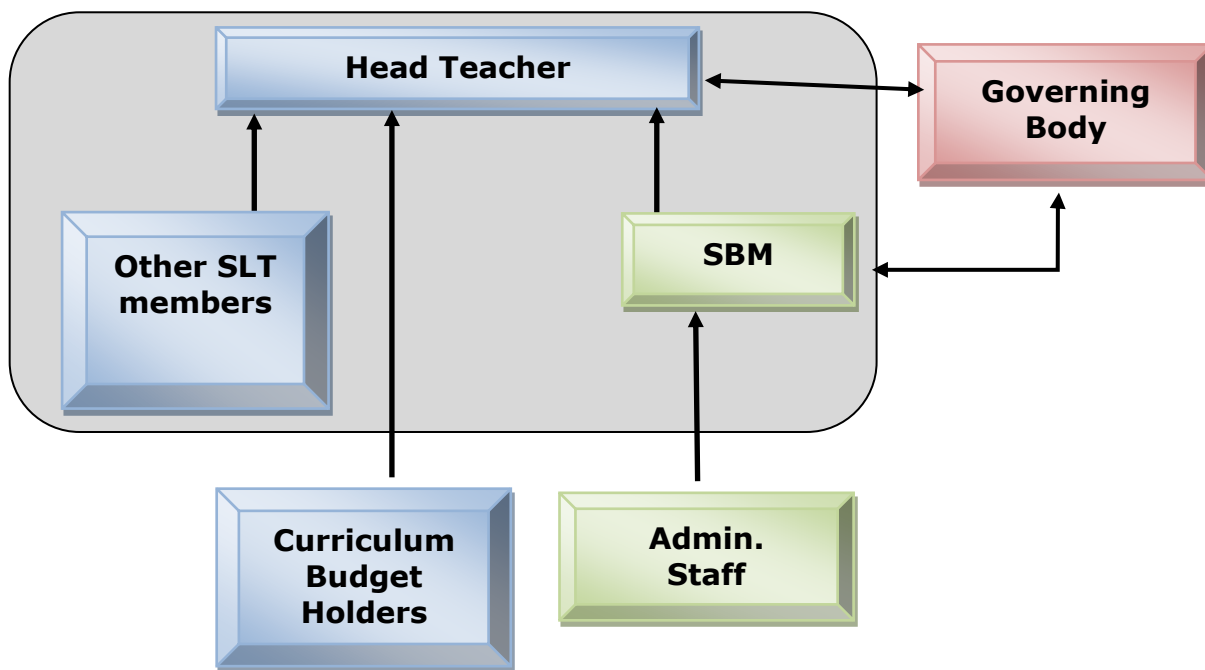 Head Teacher
Governing
Body
Other SLT
members
SBM
Curriculum
Budget
Holders
Admin.
Staff